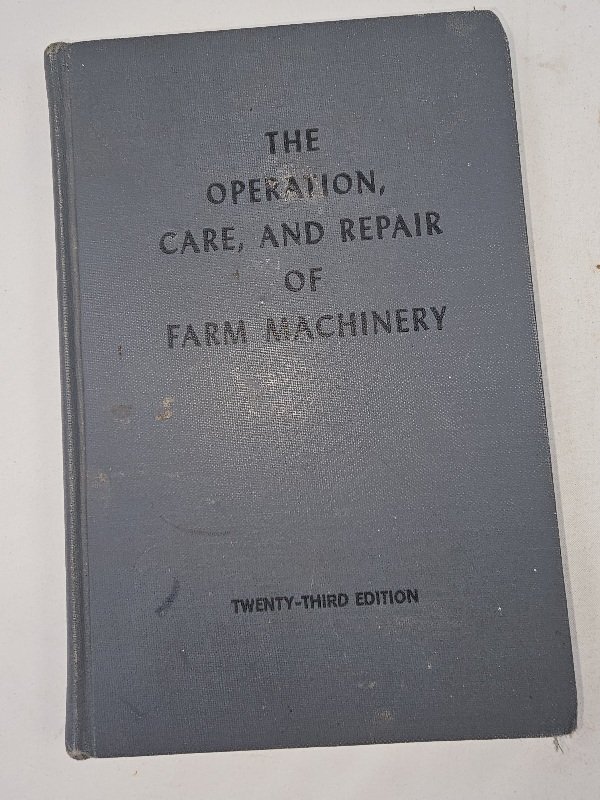 THE
OPERATION,
CARE, AND REPAIR
OF
FARM MACHINERY
TWENTY-THIRD EDITION